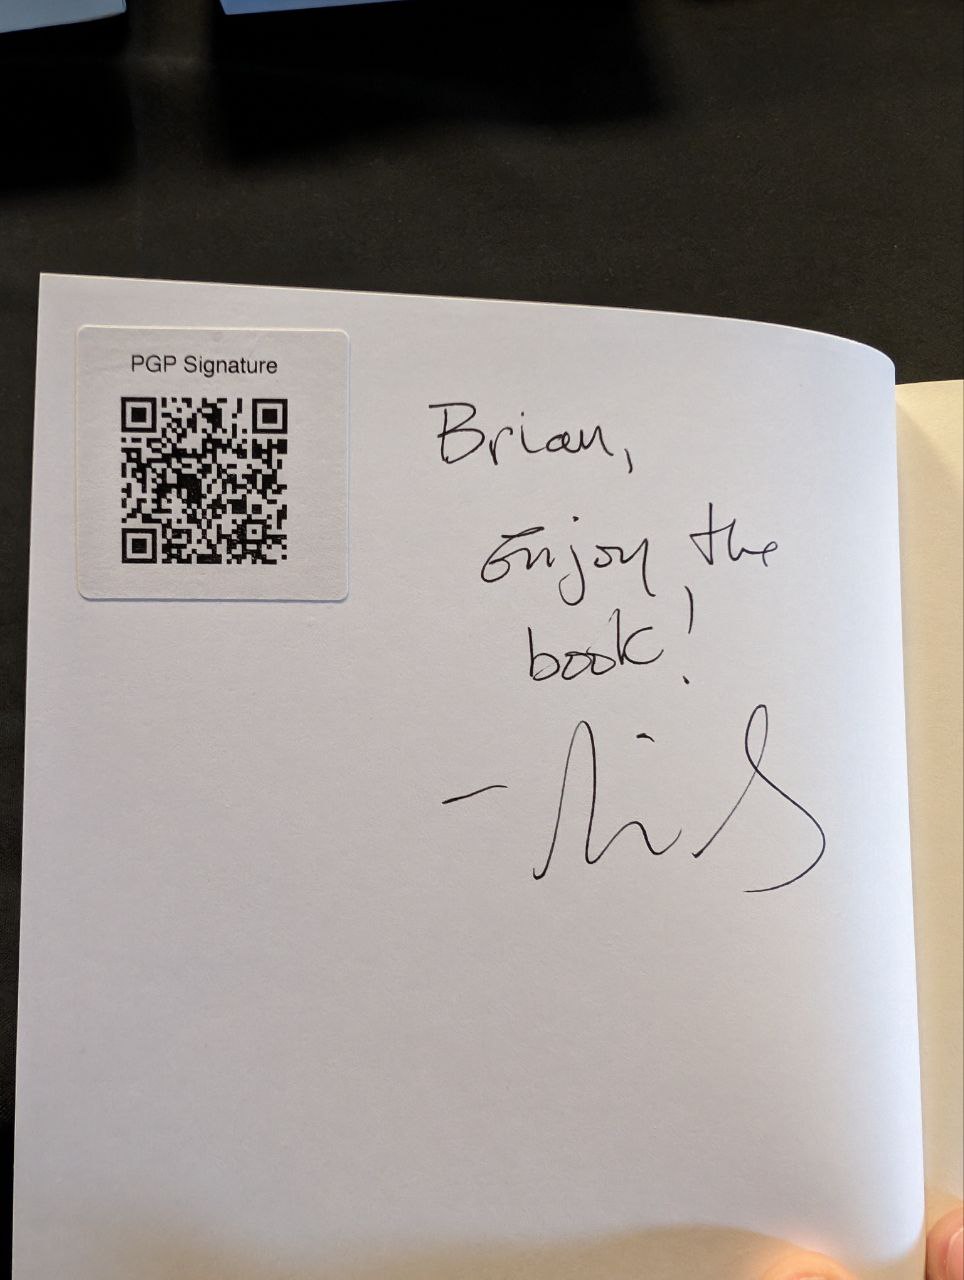 PGP Signature
Brian,
Enjoy the
book!